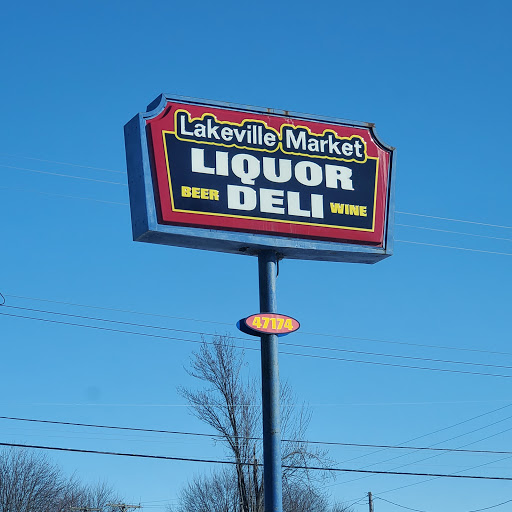 Lakeville Market
LIQUOR
BEER DELI WINE
47174